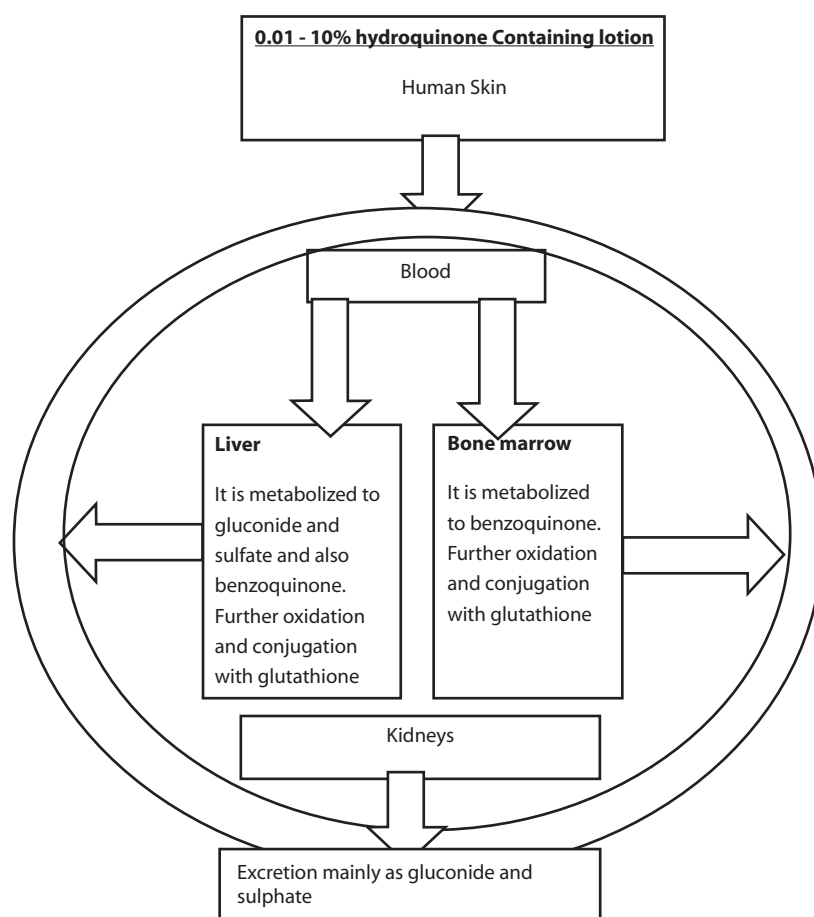 0.01 - 10% hydroquinone Containing lotion
Human Skin
Blood
Liver
It is metabolized to
gluconide and
sulfate and also
benzoquinone.
Further oxidation
and conjugation
with glutathione
Bone marrow
It is metabolized
to benzoquinone.
Further oxidation
and conjugation
with glutathione
Kidneys
Excretion mainly as gluconide and
sulphate